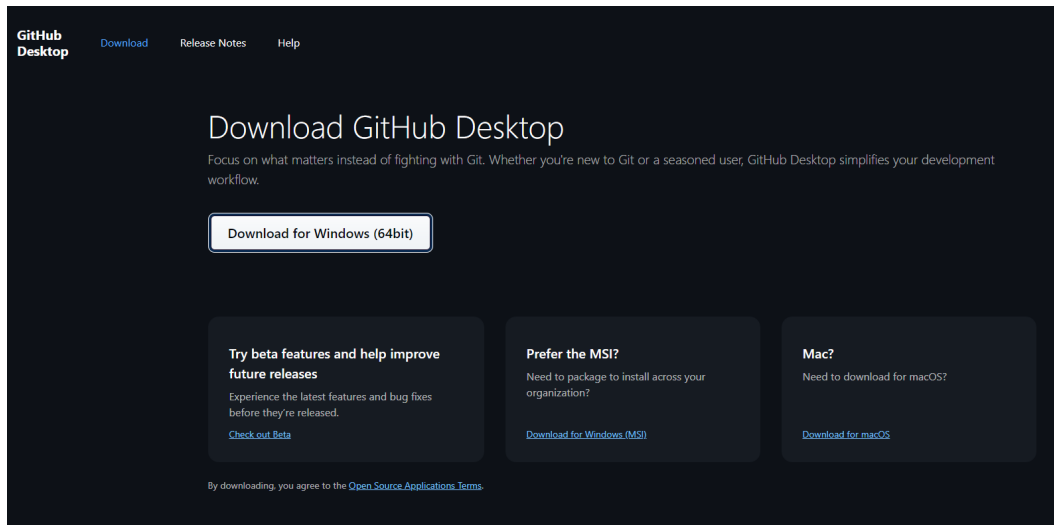 GitHub
Desktop
Download
Release Notes
Help
Download GitHub Desktop
Focus on what matters instead of fighting with Git. Whether you're new to Git or a seasoned user, GitHub Desktop simplifies your development
workflow.
Download for Windows (64bit)
Try beta features and help improve
future releases
Experience the latest features and bug fixes
before they're released.
Check out Beta
Prefer the MSI?
Need to package to install across your
organization?
Download for Windows (MSI)
Mac?
Need to download for macOS?
Download for macOS
By downloading, you agree to the Open Source Applications Terms.